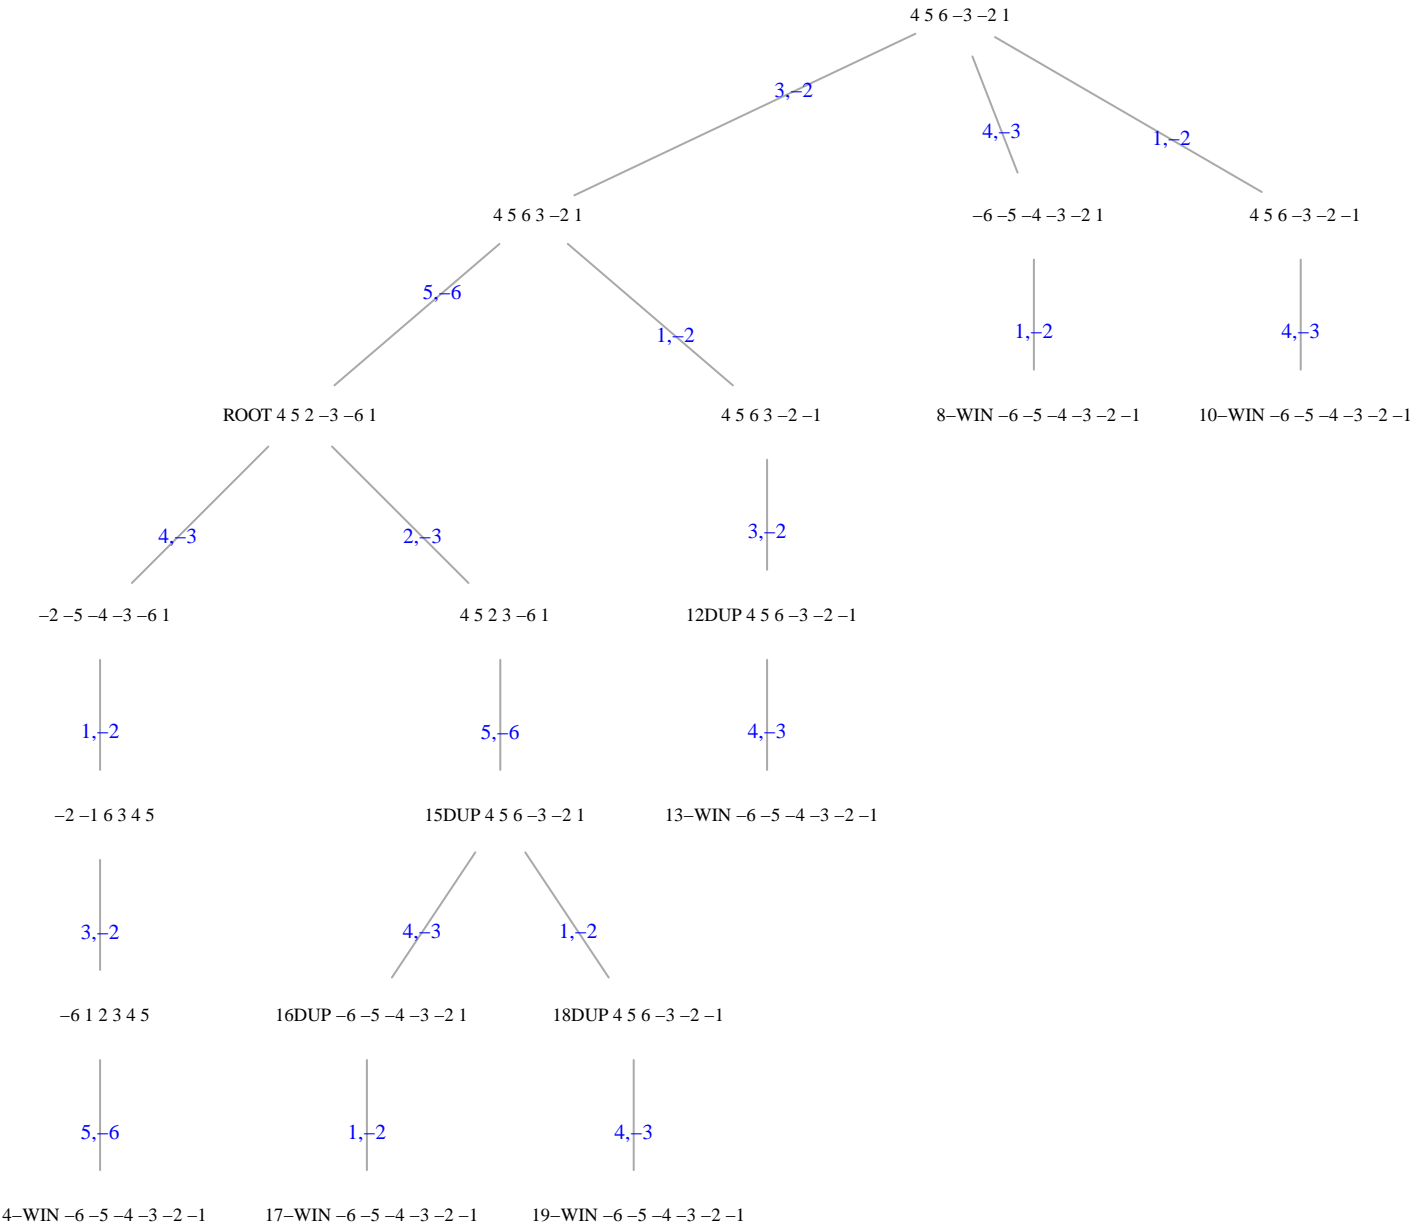 4 5 6 –3 –2 1
3,–2
4,–3
1,–2
4 5 6 3 –2 1
–6 –5 –4 –3 –2 1
4 5 6 –3 –2 –1
5,–6
1,–2
1,–2
4,–3
ROOT 4 5 2 –3 –6 1
4 5 6 3 –2 –1
8–WIN –6 –5 –4 –3 –2 –1
10–WIN –6 –5 –4 –3 –2 –1
4,–3
2,–3
3,–2
–2 –5 –4 –3 –6 1
4 5 2 3 –6 1
12DUP 4 5 6 –3 –2 –1
1,–2
5,–6
4,–3
–2 –1 6 3 4 5
15DUP 4 5 6 –3 –2 1
13–WIN –6 –5 –4 –3 –2 –1
3,–2
4,–3
1,–2
–6 1 2 3 4 5
16DUP –6 –5 –4 –3 –2 1
18DUP 4 5 6 –3 –2 –1
5,–6
1,–2
4,–3
4–WIN –6 –5 –4 –3 –2 –1
17–WIN –6 –5 –4 –3 –2 –1
19–WIN –6 –5 –4 –3 –2 –1